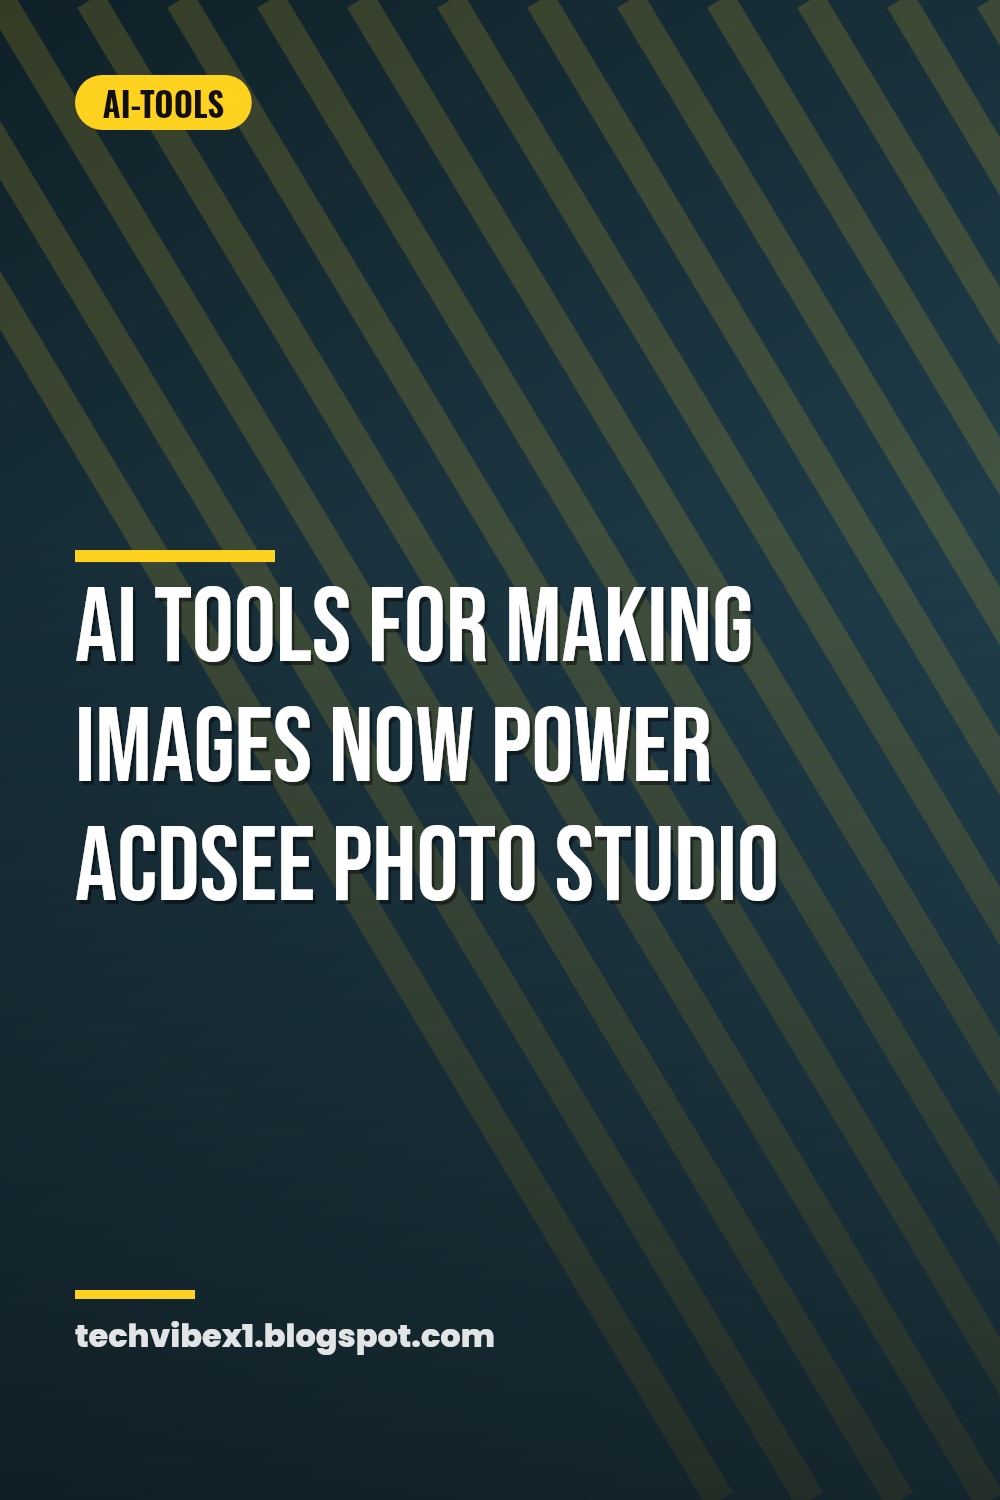 AI-TOOLS
AI TOOLS FOR MAKING
IMAGES NOW POWER
ACDSEE PHOTO STUDIO
techvibex1.blogspot.com